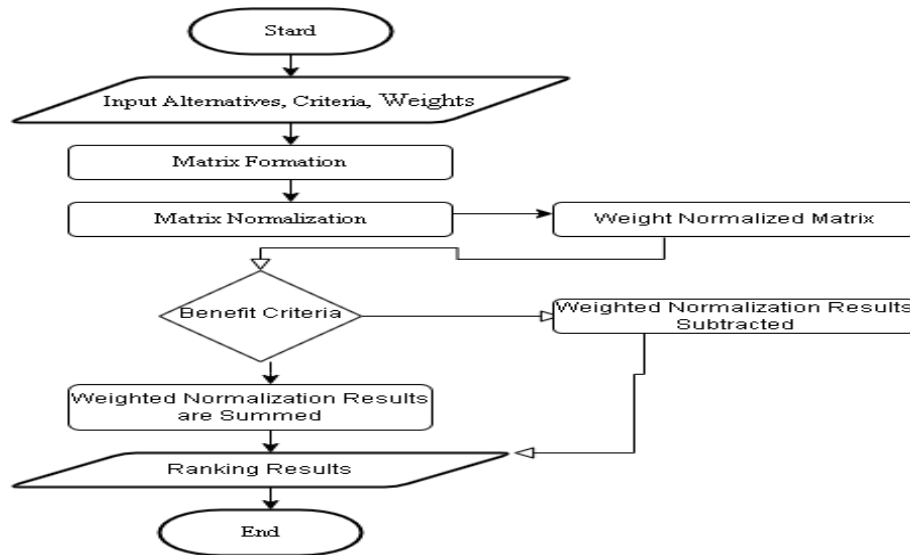 Stard
Input Alternatives, Criteria, Weights
Matrix Formation
Matrix Normalization
Weight Normalized Matrix
Benefit Criteria
Weighted Normalization Results
Subtracted
Weighted Normalization Results
are Summed
Ranking Results
End